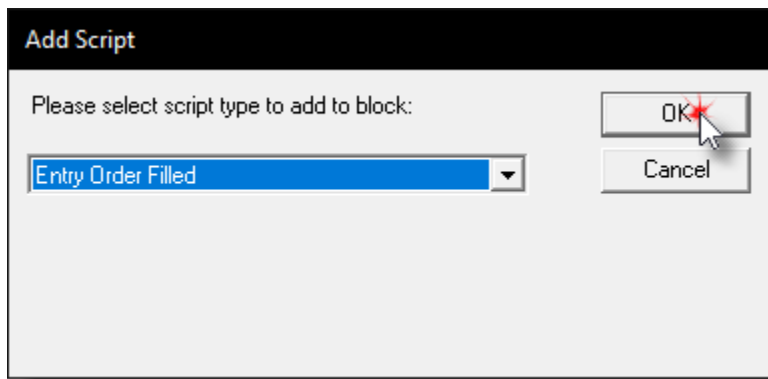 Add Script
Please select script type to add to block:
OK
Entry Order Filled
Cancel